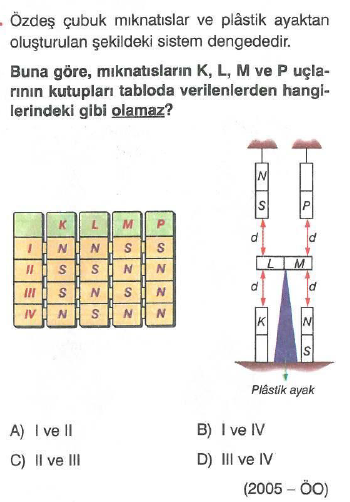 Özdeş çubuk mıknatıslar ve plâstik ayaktan
oluşturulan şekildeki sistem dengededir.
Buna göre, mıknatısların K, L, M ve P uçla-
rının kutupları tabloda verilenlerden hangi-
lerindeki gibi olamaz?
N
S P
d d
L M
d d
K N
S
Plâstik ayak
K L M P
I N N S S
II S S N N
III S N S N
IV N S N N
A) I ve II B) I ve IV
C) II ve III D) III ve IV
(2005 – ÖO)